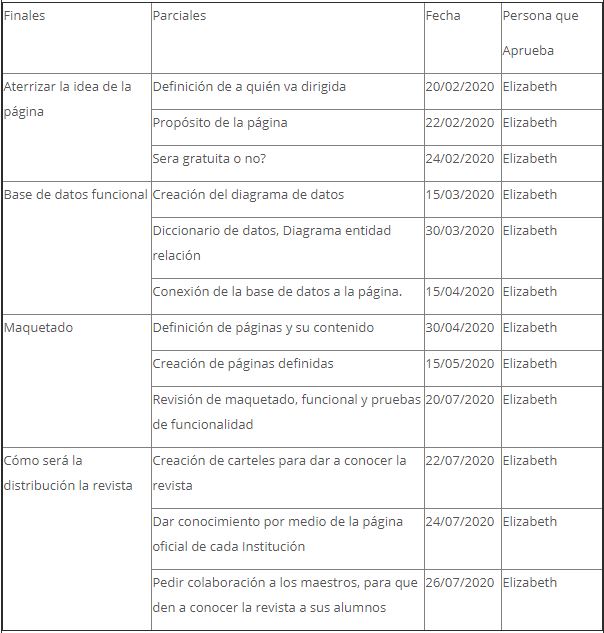 Finales Parciales Fecha Persona que
Aprueba
Aterrizar la idea de la página Definición de a quién va dirigida 20/02/2020 Elizabeth
Propósito de la página 22/02/2020 Elizabeth
Sera gratuita o no? 24/02/2020 Elizabeth
Base de datos funcional Creación del diagrama de datos 15/03/2020 Elizabeth
Diccionario de datos, Diagrama entidad 30/03/2020 Elizabeth
relación
Conexión de la base de datos a la página. 15/04/2020 Elizabeth
Maquetado Definición de páginas y su contenido 30/04/2020 Elizabeth
Creación de páginas definidas 15/05/2020 Elizabeth
Revisión de maquetado, funcional y pruebas 20/07/2020 Elizabeth
de funcionalidad
Cómo será la Creación de carteles para dar a conocer la 22/07/2020 Elizabeth
distribución la revista revista
Dar conocimiento por medio de la página 24/07/2020 Elizabeth
oficial de cada Institución
Pedir colaboración a los maestros, para que 26/07/2020 Elizabeth
den a conocer la revista a sus alumnos